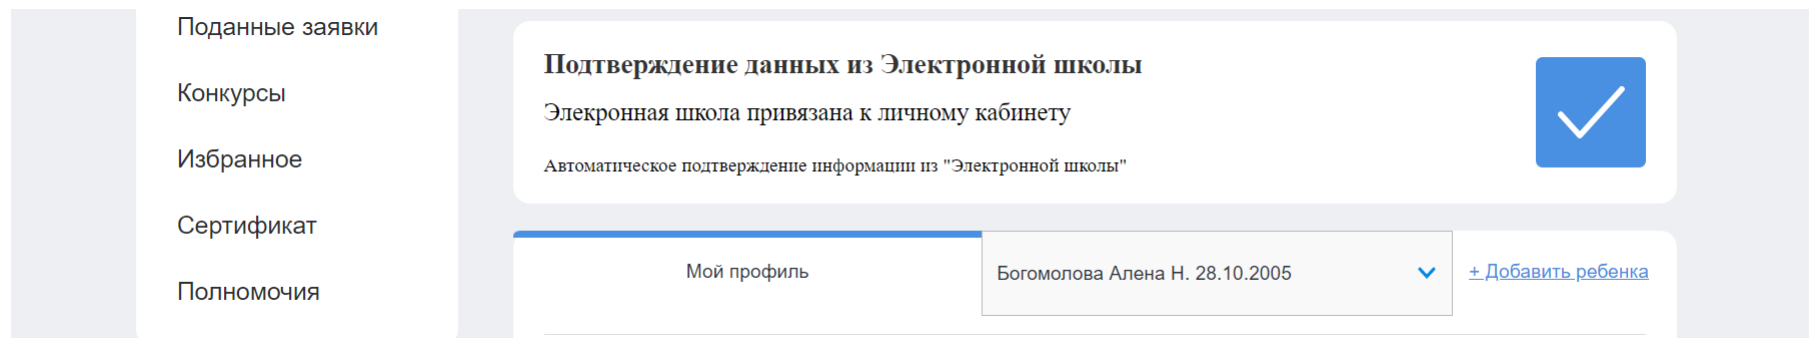 Поданные заявки
Конкурсы
Избранное
Сертификат
Полномочия
Подтверждение данных из Электронной школы
Элекронная школа привязана к личному кабинету
Автоматическое подтверждение информации из "Электронной школы"
Мой профиль
Богомолова Алена Н. 28.10.2005
+ Добавить ребенка